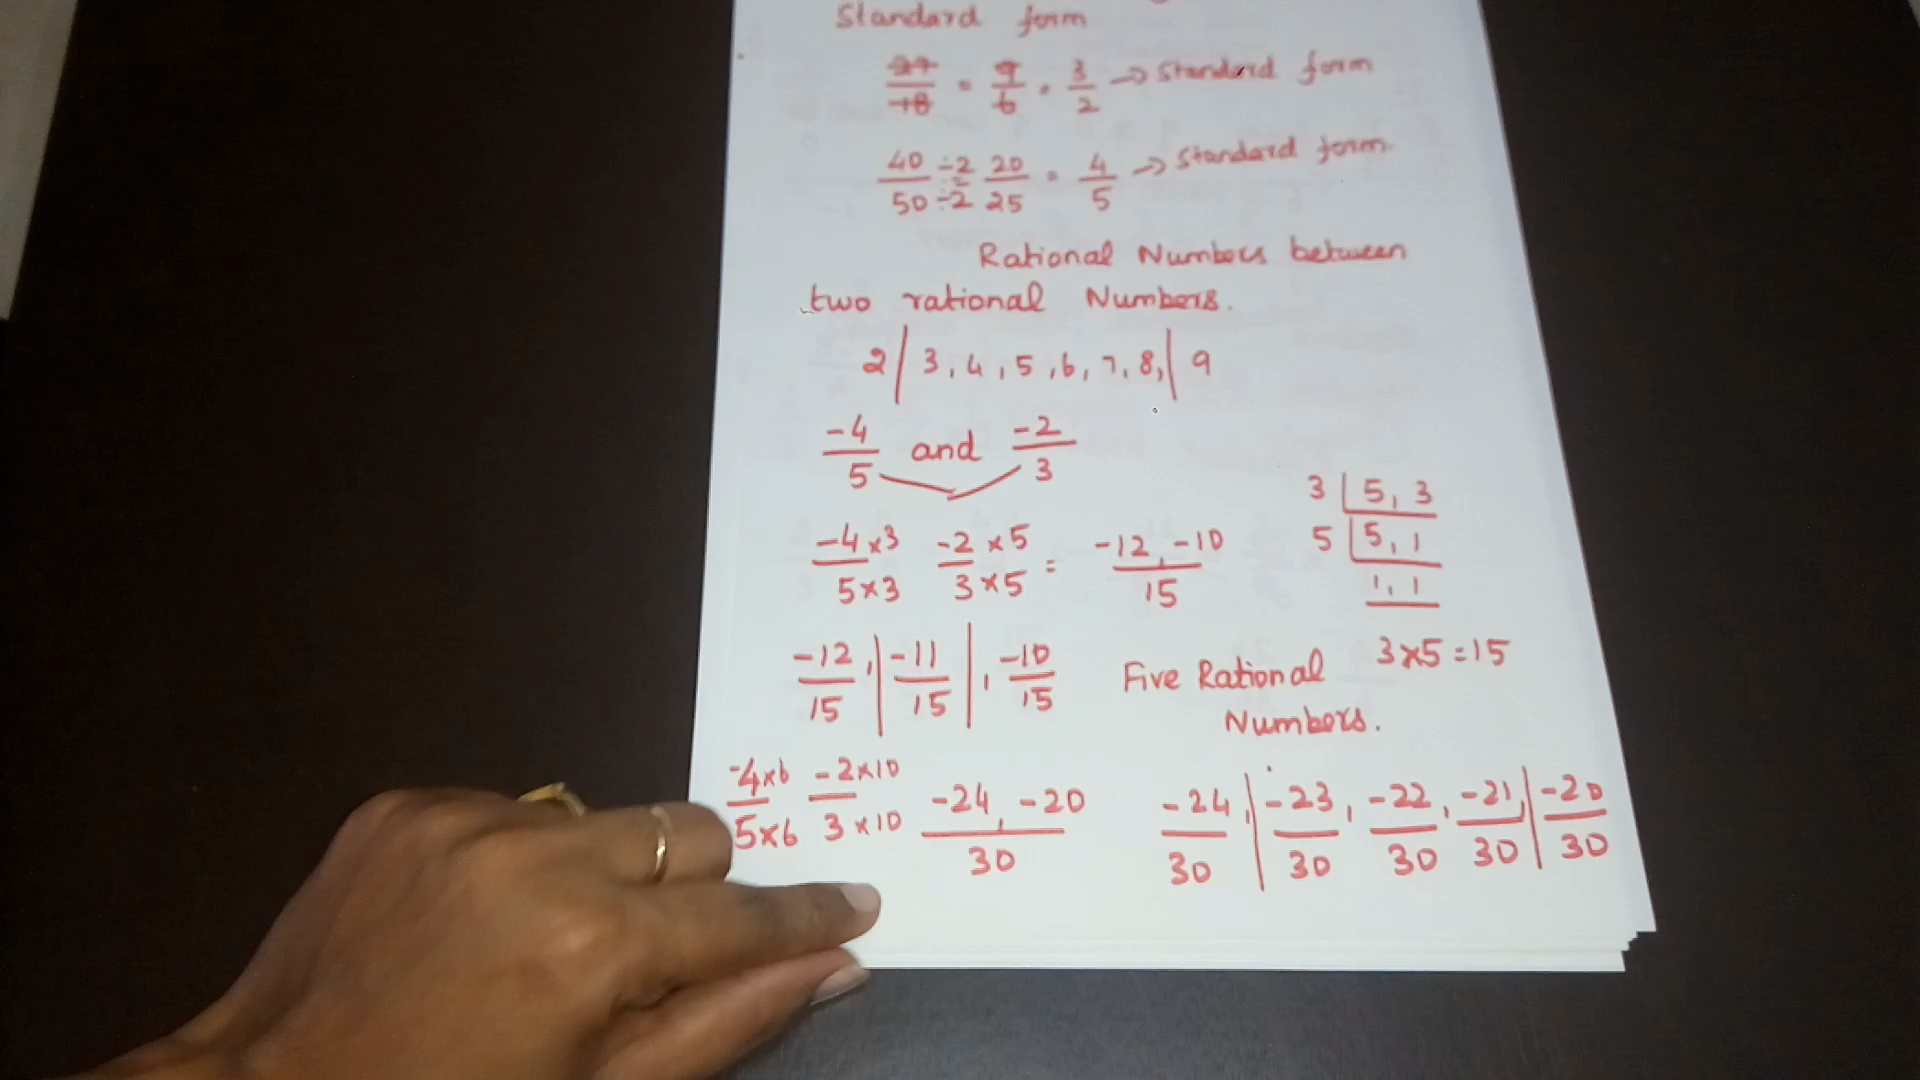 Standard form
27/18 = 9/6 = 3/2 → Standard form
40/50 ÷2/÷2 = 20/25 = 4/5 → Standard form
Rational Numbers between
two rational Numbers.
2 | 3, 4, 5, 6, 7, 8, | 9
-4/5 and -2/3
3 | 5, 3
5 | 5, 1
1, 1
-4×3/5×3 -2×5/3×5 = -12, -10/15
3×5=15
-12/15, | -11/15 |, -10/15
Five Rational
Numbers.
-4×6/5×6 -2×10/3×10 -24, -20/30
-24/30, | -23/30, -22/30, -21/30, | -20/30